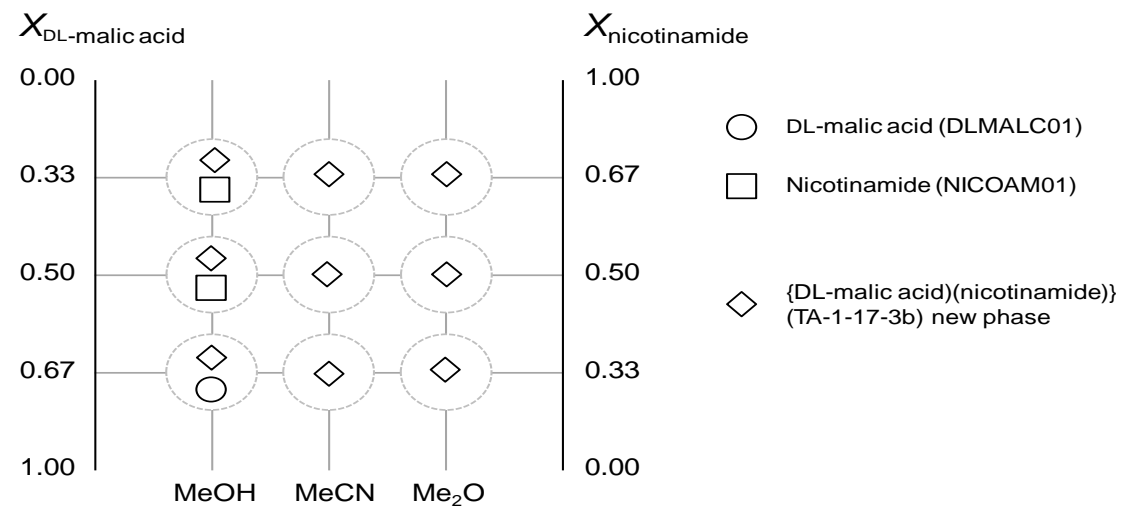 XDL-malic acid
Xnicotinamide
0.00
1.00
DL-malic acid (DLMALC01)
0.33
0.67
Nicotinamide (NICOAM01)
0.50
0.50
{DL-malic acid)(nicotinamide)}
(TA-1-17-3b) new phase
0.67
0.33
1.00
0.00
MeOH MeCN Me₂O